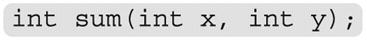 int sum(int x, int y);